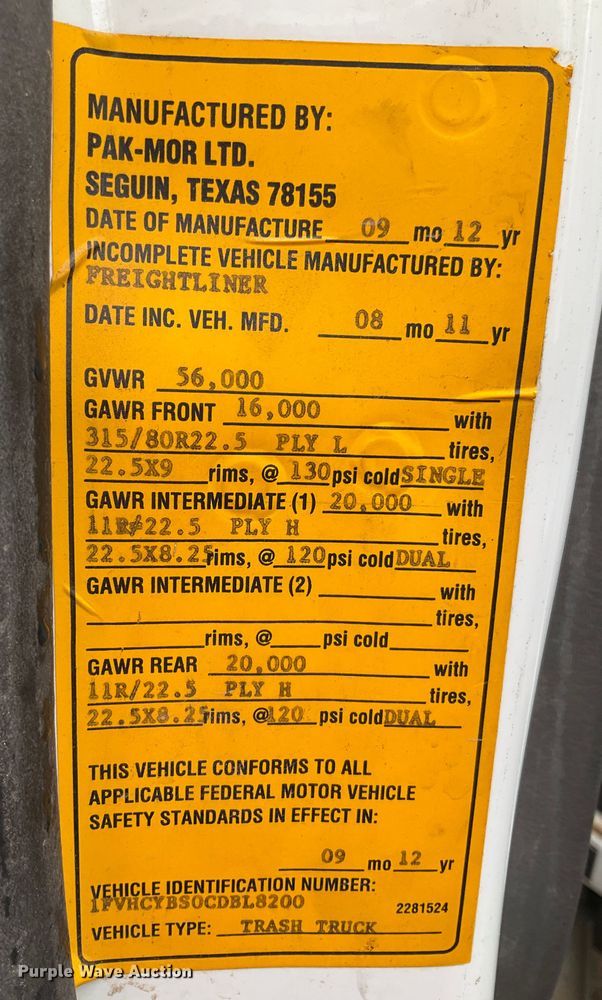 MANUFACTURED BY:
PAK-MOR LTD.
SEGUIN, TEXAS 78155
DATE OF MANUFACTURE 09 mo 12 yr
INCOMPLETE VEHICLE MANUFACTURED BY:
FREIGHTLINER
DATE INC. VEH. MFD. 08 mo 11 yr
GVWR 56,000
GAWR FRONT 16,000 with
315/80R22.5 PLY L tires,
22.5X9 rims, @ 130 psi cold SINGLE
GAWR INTERMEDIATE (1) 20,000 with
11R/22.5 PLY H tires,
22.5X8.25 rims, @ 120 psi cold DUAL
GAWR INTERMEDIATE (2) with
tires,
rims, @ psi cold
GAWR REAR 20,000 with
11R/22.5 PLY H tires,
22.5X8.25 rims, @ 120 psi cold DUAL
THIS VEHICLE CONFORMS TO ALL
APPLICABLE FEDERAL MOTOR VEHICLE
SAFETY STANDARDS IN EFFECT IN:
09 mo 12 yr
VEHICLE IDENTIFICATION NUMBER:
1FVHCYBS0CDBL8200
2281524
VEHICLE TYPE: TRASH TRUCK
Purple Wave Auction